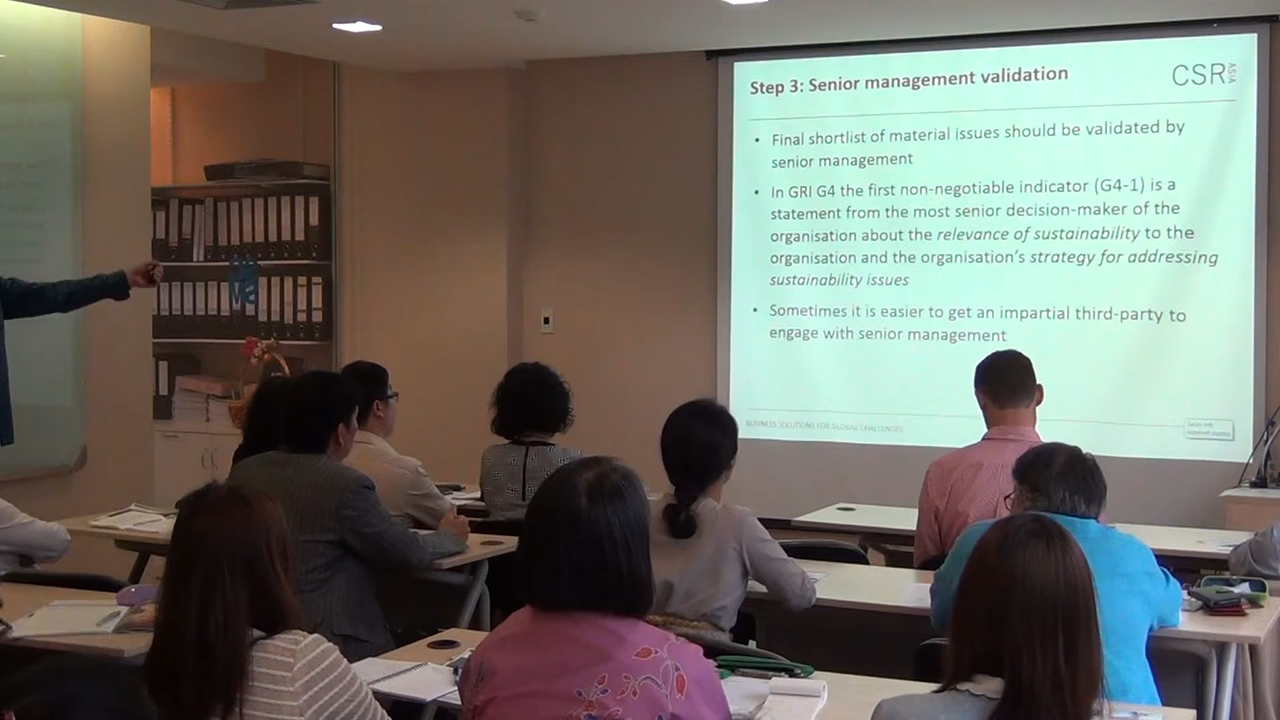 Step 3: Senior management validation
CSR ASIA
• Final shortlist of material issues should be validated by
senior management
• In GRI G4 the first non-negotiable indicator (G4-1) is a
statement from the most senior decision-maker of the
organisation about the relevance of sustainability to the
organisation and the organisation's strategy for addressing
sustainability issues
• Sometimes it is easier to get an impartial third-party to
engage with senior management
BUSINESS SOLUTIONS FOR GLOBAL CHALLENGES